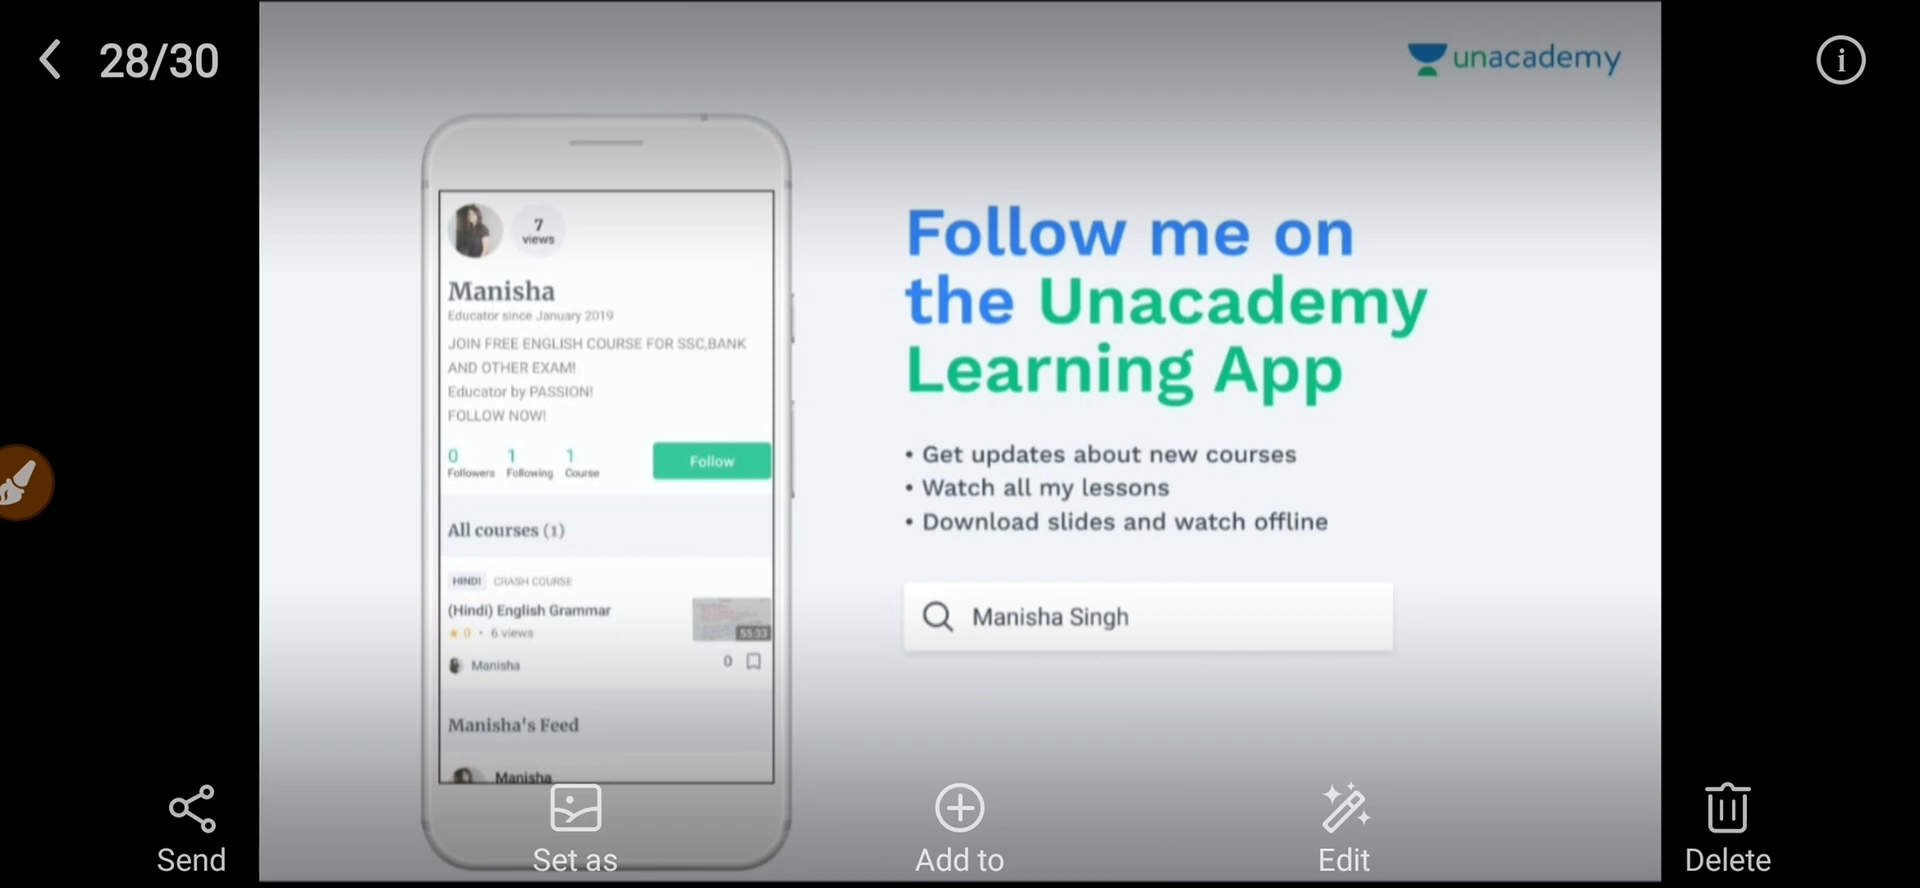 28/30
unacademy
7
views
Manisha
Educator since January 2019
JOIN FREE ENGLISH COURSE FOR SSC,BANK
AND OTHER EXAM!
Educator by PASSION!
FOLLOW NOW!
0 1 1
Followers Following Course
Follow
All courses (1)
HINDI CRASH COURSE
(Hindi) English Grammar
★ 0 • 6 views
55:33
Manisha
0
Manisha's Feed
Manisha
Follow me on
the Unacademy
Learning App
• Get updates about new courses
• Watch all my lessons
• Download slides and watch offline
Manisha Singh
Send
Set as
Add to
Edit
Delete